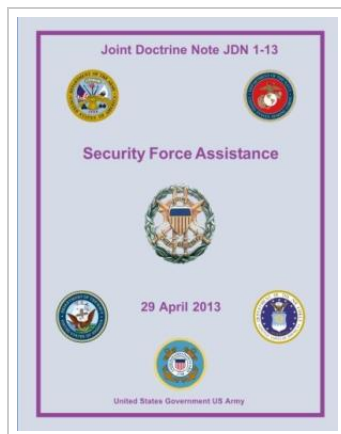 Joint Doctrine Note JDN 1-13
Security Force Assistance
29 April 2013
United States Government US Army